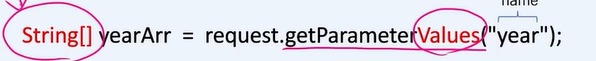 name
String[] yearArr = request.getParameterValues("year");